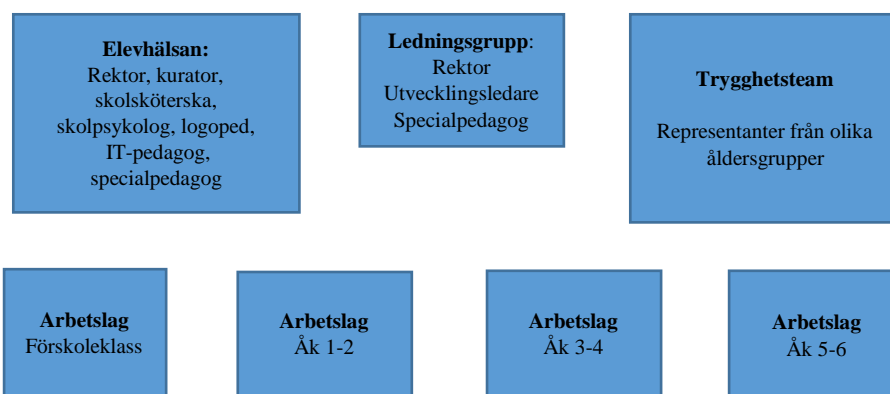 Elevhälsan:
Rektor, kurator,
skolsköterska,
skolpsykolog, logoped,
IT-pedagog,
specialpedagog
Ledningsgrupp:
Rektor
Utvecklingsledare
Specialpedagog
Trygghetsteam
Representanter från olika
åldersgrupper
Arbetslag
Förskoleklass
Arbetslag
Åk 1-2
Arbetslag
Åk 3-4
Arbetslag
Åk 5-6